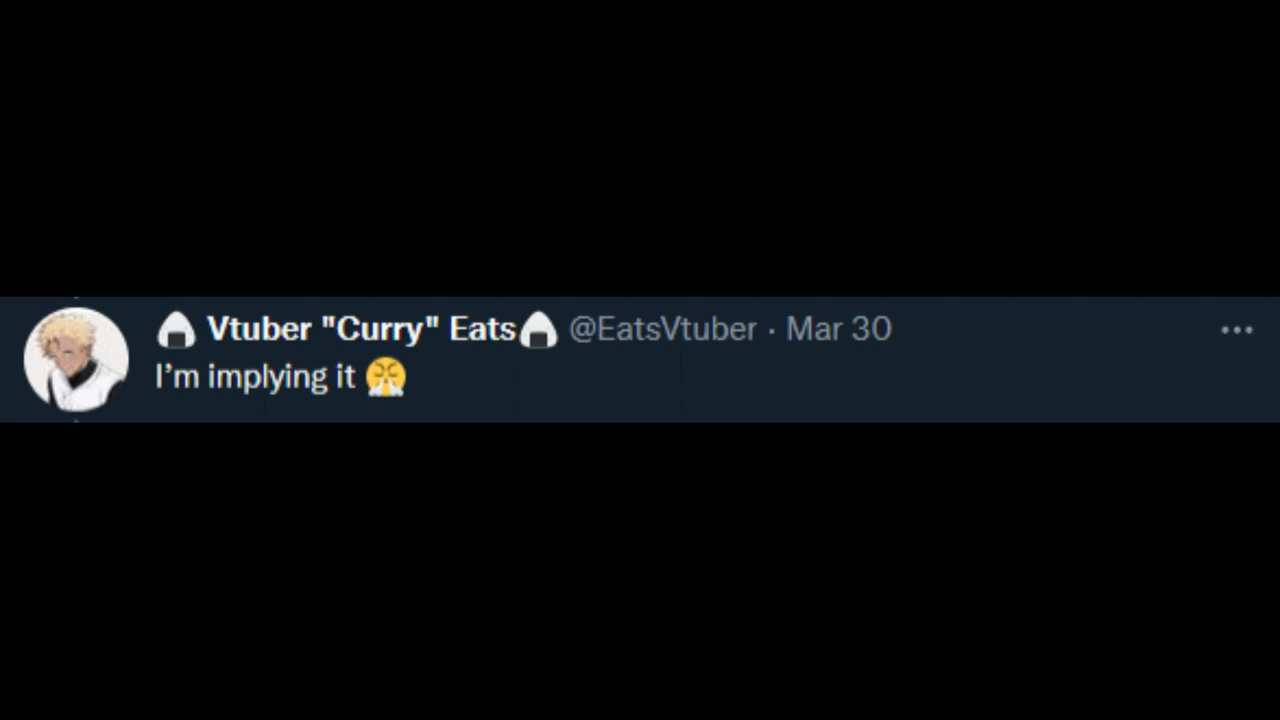 🍙 Vtuber "Curry" Eats🍙 @EatsVtuber · Mar 30
I’m implying it 😤